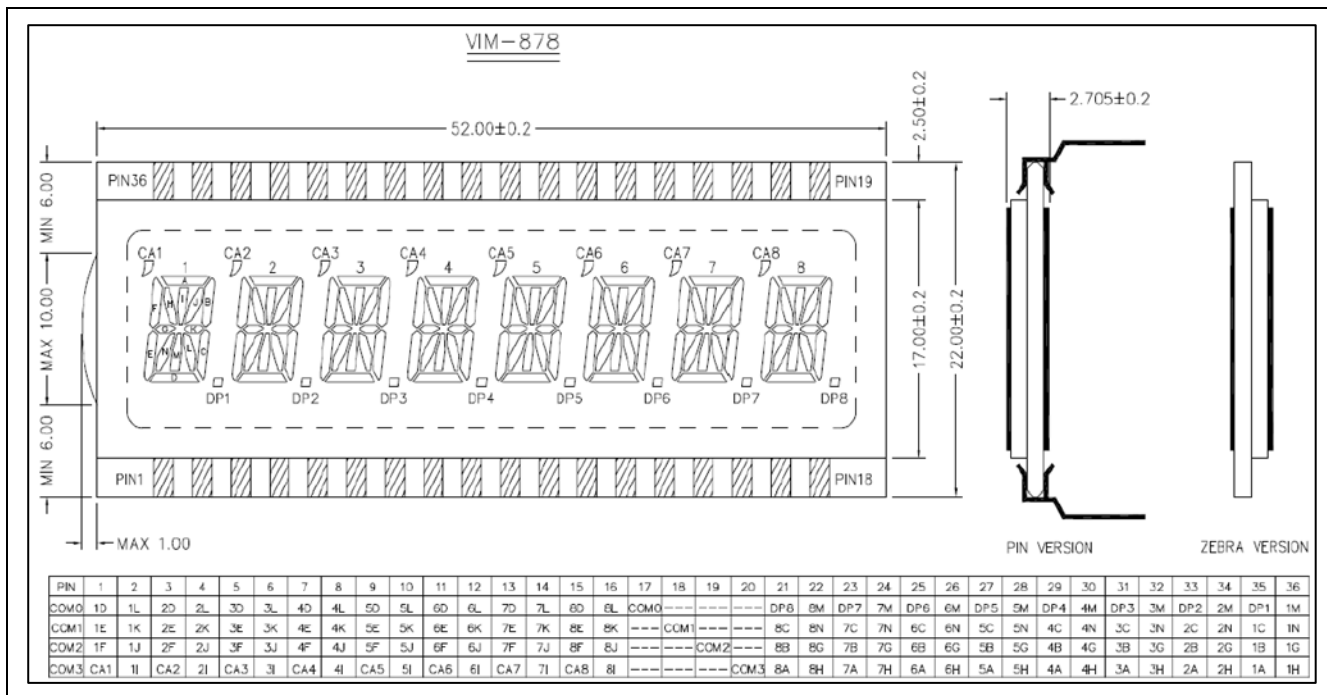 VIM-878
52.00±0.2
2.50±0.2
2.705±0.2
MIN 6.00
MAX 10.00
MIN 6.00
PIN36 PIN19
CA1 CA2 CA3 CA4 CA5 CA6 CA7 CA8
1 2 3 4 5 6 7 8
A
F H I J B
G K
E N M L C
D
DP1 DP2 DP3 DP4 DP5 DP6 DP7 DP8
17.00±0.2
22.00±0.2
PIN1 PIN18
MAX 1.00
PIN VERSION
ZEBRA VERSION
PIN 1 2 3 4 5 6 7 8 9 10 11 12 13 14 15 16 17 18 19 20 21 22 23 24 25 26 27 28 29 30 31 32 33 34 35 36
COM0 1D 1L 2D 2L 3D 3L 4D 4L 5D 5L 6D 6L 7D 7L 8D 8L COM0 --- --- --- DP8 8M DP7 7M DP6 6M DP5 5M DP4 4M DP3 3M DP2 2M DP1 1M
COM1 1E 1K 2E 2K 3E 3K 4E 4K 5E 5K 6E 6K 7E 7K 8E 8K --- COM1 --- --- 8C 8N 7C 7N 6C 6N 5C 5N 4C 4N 3C 3N 2C 2N 1C 1N
COM2 1F 1J 2F 2J 3F 3J 4F 4J 5F 5J 6F 6J 7F 7J 8F 8J --- --- COM2 --- 8B 8G 7B 7G 6B 6G 5B 5G 4B 4G 3B 3G 2B 2G 1B 1G
COM3 CA1 1I CA2 2I CA3 3I CA4 4I CA5 5I CA6 6I CA7 7I CA8 8I --- --- --- COM3 8A 8H 7A 7H 6A 6H 5A 5H 4A 4H 3A 3H 2A 2H 1A 1H